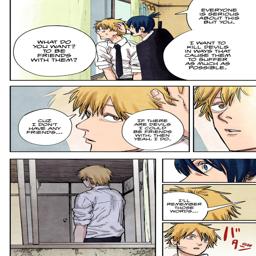 EVERYONE
IS SERIOUS
ABOUT THIS
BUT YOU.
I WANT TO
KILL DEVILS
IN WAYS THAT
CAUSE THEM
TO SUFFER
AS MUCH AS
POSSIBLE.
WHAT DO
YOU WANT?
TO BE
FRIENDS
WITH THEM?
IF THERE
ARE DEVILS
I COULD
BE FRIENDS
WITH, THEN
YEAH. I DO.
CUZ
I DON'T
HAVE ANY
FRIENDS...
I'LL
REMEMBER
THOSE
WORDS...
バタ